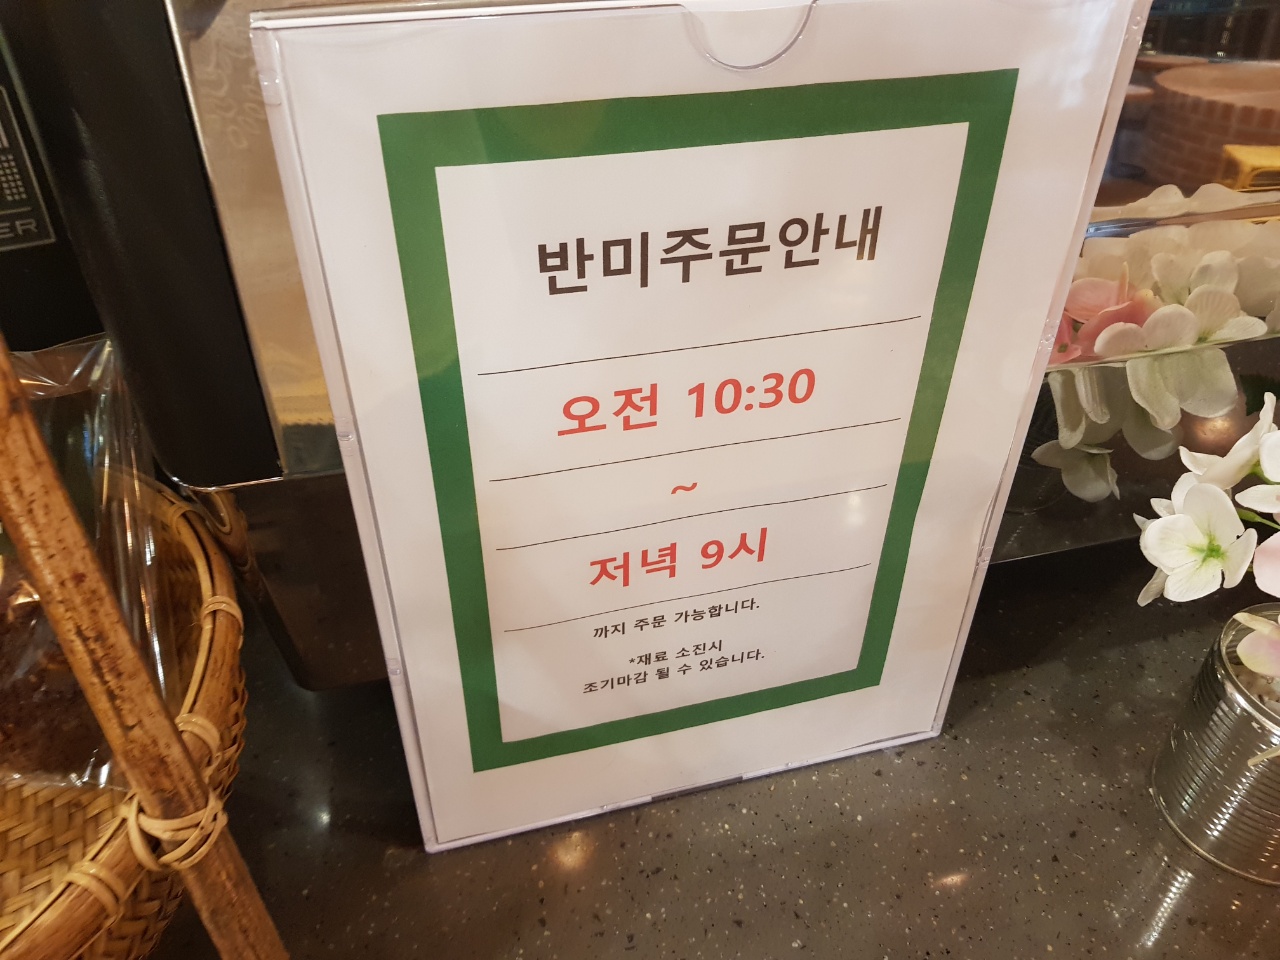 반미주문안내
오전 10:30
~
저녁 9시
까지 주문 가능합니다.
*재료 소진시
조기마감 될 수 있습니다.